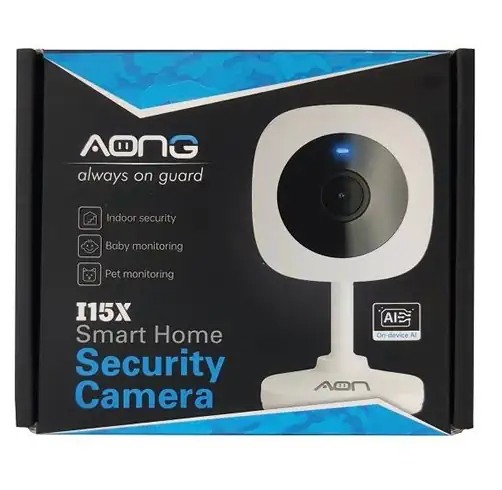 AONG
always on guard
Indoor security
Baby monitoring
Pet monitoring
I15X
Smart Home
Security
Camera
AI
On-device AI
AON